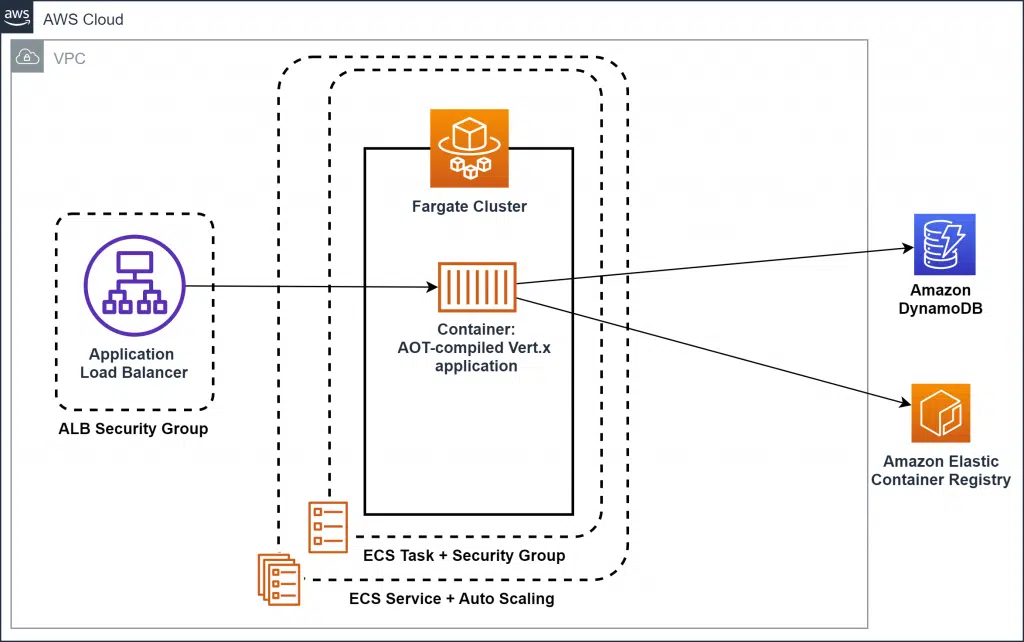 aws
AWS Cloud
VPC
Fargate Cluster
Application
Load Balancer
ALB Security Group
Container:
AOT-compiled Vert.x
application
Amazon
DynamoDB
Amazon Elastic
Container Registry
ECS Task + Security Group
ECS Service + Auto Scaling